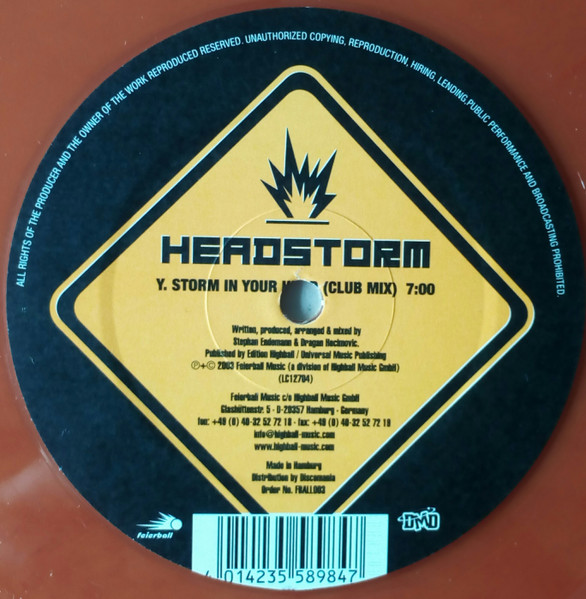 ALL RIGHTS OF THE PRODUCER AND THE OWNER OF THE WORK REPRODUCED RESERVED. UNAUTHORIZED COPYING, REPRODUCTION, HIRING, LENDING, PUBLIC PERFORMANCE AND BROADCASTING PROHIBITED.
HEADSTORM
Y. STORM IN YOUR (CLUB MIX) 7:00
Written, produced, arranged & mixed by
Stephan Endemann & Dragan Hecimovic.
Published by Edition Highball / Universal Music Publishing
℗+© 2003 Feierball Music (a division of Highball Music GmbH)
(LC12704)
Feierball Music c/o Highball Music GmbH
Glashüttenstr. 5 · D-20357 Hamburg · Germany
fon: +49 (0) 40-32 52 72 18 · fax: +49 (0) 40-32 52 72 19
info@highball-music.com
www.highball-music.com
Made in Hamburg
Distribution by Discomania
Order No. FBALL003
feierball
DMD
4 014235 589847